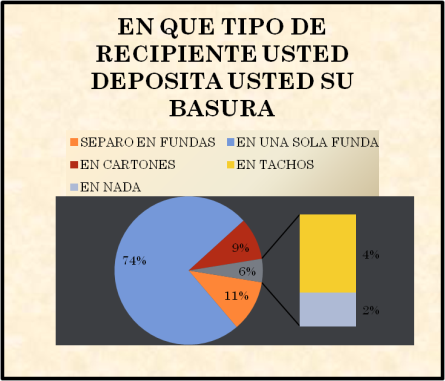 EN QUE TIPO DE
RECIPIENTE USTED
DEPOSITA USTED SU
BASURA
SEPARO EN FUNDAS EN UNA SOLA FUNDA
EN CARTONES EN TACHOS
EN NADA
74%
9%
6%
11%
4%
2%